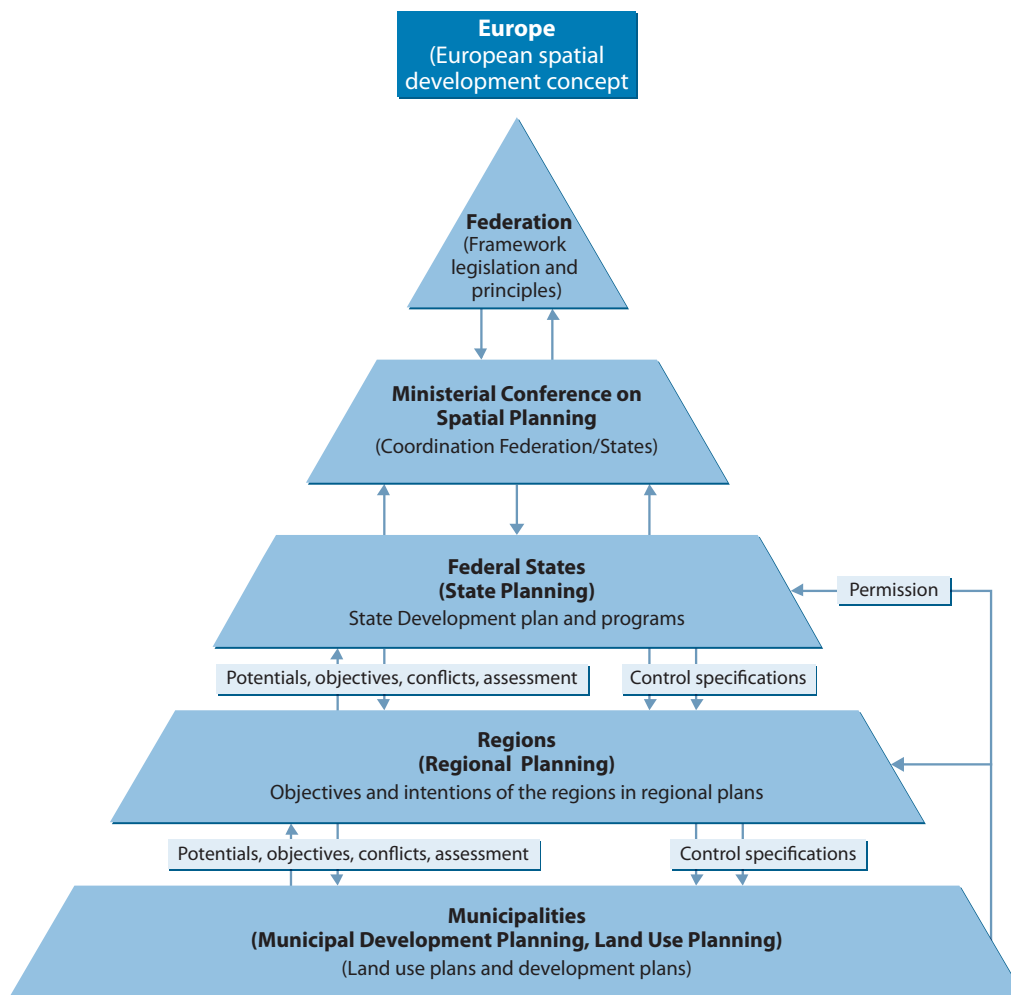 Europe
(European spatial
development concept
Federation
(Framework
legislation and
principles)
Ministerial Conference on
Spatial Planning
(Coordination Federation/States)
Federal States
(State Planning)
State Development plan and programs
Permission
Potentials, objectives, conflicts, assessment
Control specifications
Regions
(Regional Planning)
Objectives and intentions of the regions in regional plans
Potentials, objectives, conflicts, assessment
Control specifications
Municipalities
(Municipal Development Planning, Land Use Planning)
(Land use plans and development plans)